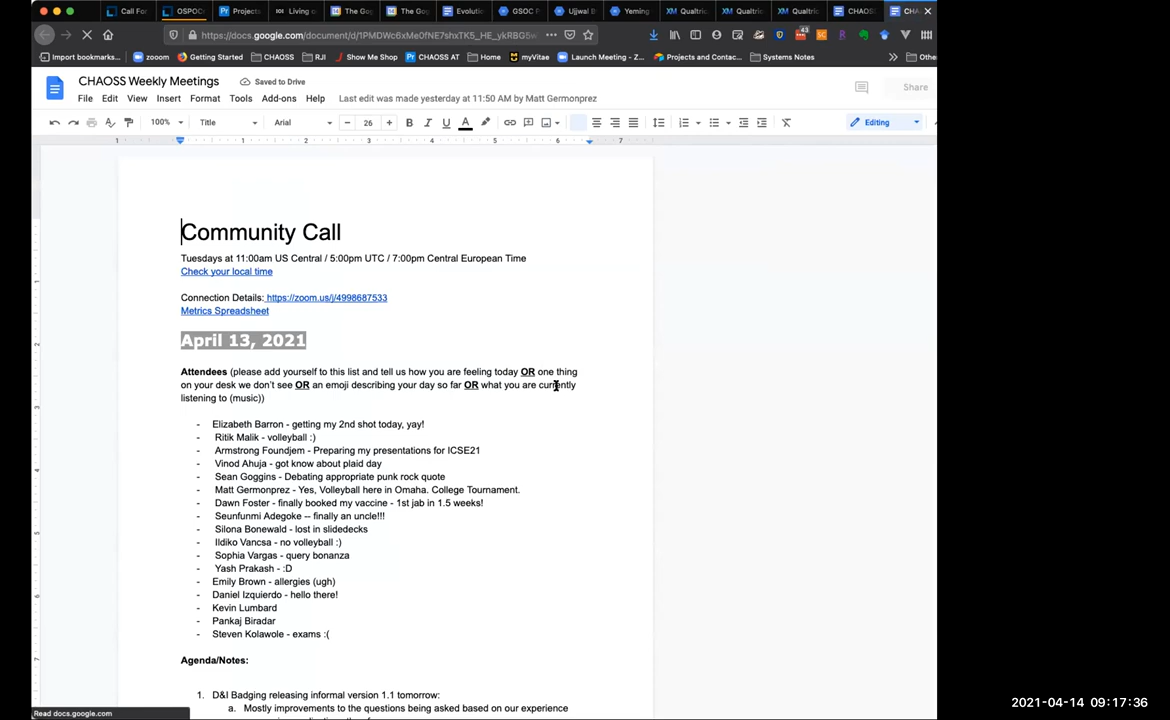 Call For
OSPOC
Projects
Living c
The Gog
The Gog
Evolutio
GSOC P
Ujjwal B
Yeming
Qualtric
Qualtric
Qualtric
CHAOSS
CHA
https://docs.google.com/document/d/1PMDWc6xMe0fNE7shxTK5_HE_ykRBG5w
Import bookmarks...
zooom
Getting Started
CHAOSS
RJI
Show Me Shop
CHAOSS AT
Home
myVitae
Launch Meeting - Z...
Projects and Contac...
Systems Notes
Other
CHAOSS Weekly Meetings
Saved to Drive
File Edit View Insert Format Tools Add-ons Help Last edit was made yesterday at 11:50 AM by Matt Germonprez
Share
100% Title Arial 26 B I U A Editing
1 1 2 3 4 5 6 7
Community Call
Tuesdays at 11:00am US Central / 5:00pm UTC / 7:00pm Central European Time
Check your local time
Connection Details: https://zoom.us/j/4998687533
Metrics Spreadsheet
April 13, 2021
Attendees (please add yourself to this list and tell us how you are feeling today OR one thing
on your desk we don't see OR an emoji describing your day so far OR what you are currently
listening to (music))
- Elizabeth Barron - getting my 2nd shot today, yay!
- Ritik Malik - volleyball :)
- Armstrong Foundjem - Preparing my presentations for ICSE21
- Vinod Ahuja - got know about plaid day
- Sean Goggins - Debating appropriate punk rock quote
- Matt Germonprez - Yes, Volleyball here in Omaha. College Tournament.
- Dawn Foster - finally booked my vaccine - 1st jab in 1.5 weeks!
- Seunfunmi Adegoke -- finally an uncle!!!
- Silona Bonewald - lost in slidedecks
- Ildiko Vancsa - no volleyball :)
- Sophia Vargas - query bonanza
- Yash Prakash - :D
- Emily Brown - allergies (ugh)
- Daniel Izquierdo - hello there!
- Kevin Lumbard
- Pankaj Biradar
- Steven Kolawole - exams :(
Agenda/Notes:
1. D&I Badging releasing informal version 1.1 tomorrow:
a. Mostly improvements to the questions being asked based on our experience
Read docs.google.com
2021-04-14 09:17:36